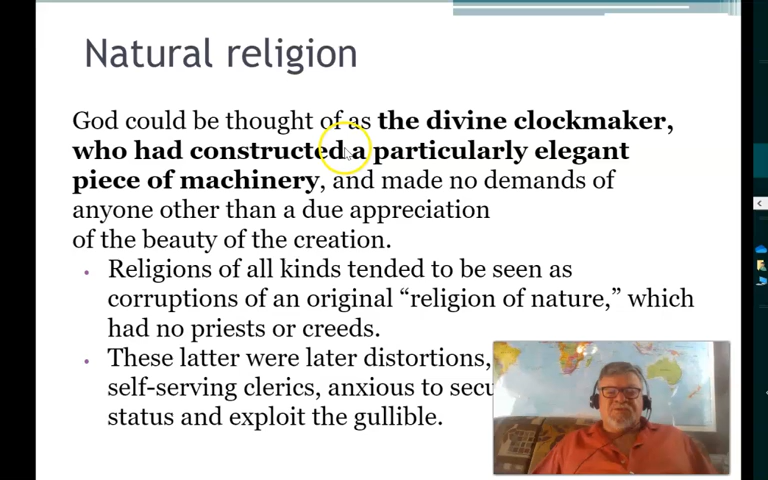 Natural religion
God could be thought of as the divine clockmaker,
who had constructed a particularly elegant
piece of machinery, and made no demands of
anyone other than a due appreciation
of the beauty of the creation.
• Religions of all kinds tended to be seen as
corruptions of an original “religion of nature,” which
had no priests or creeds.
• These latter were later distortions,
self-serving clerics, anxious to
status and exploit the gullible.